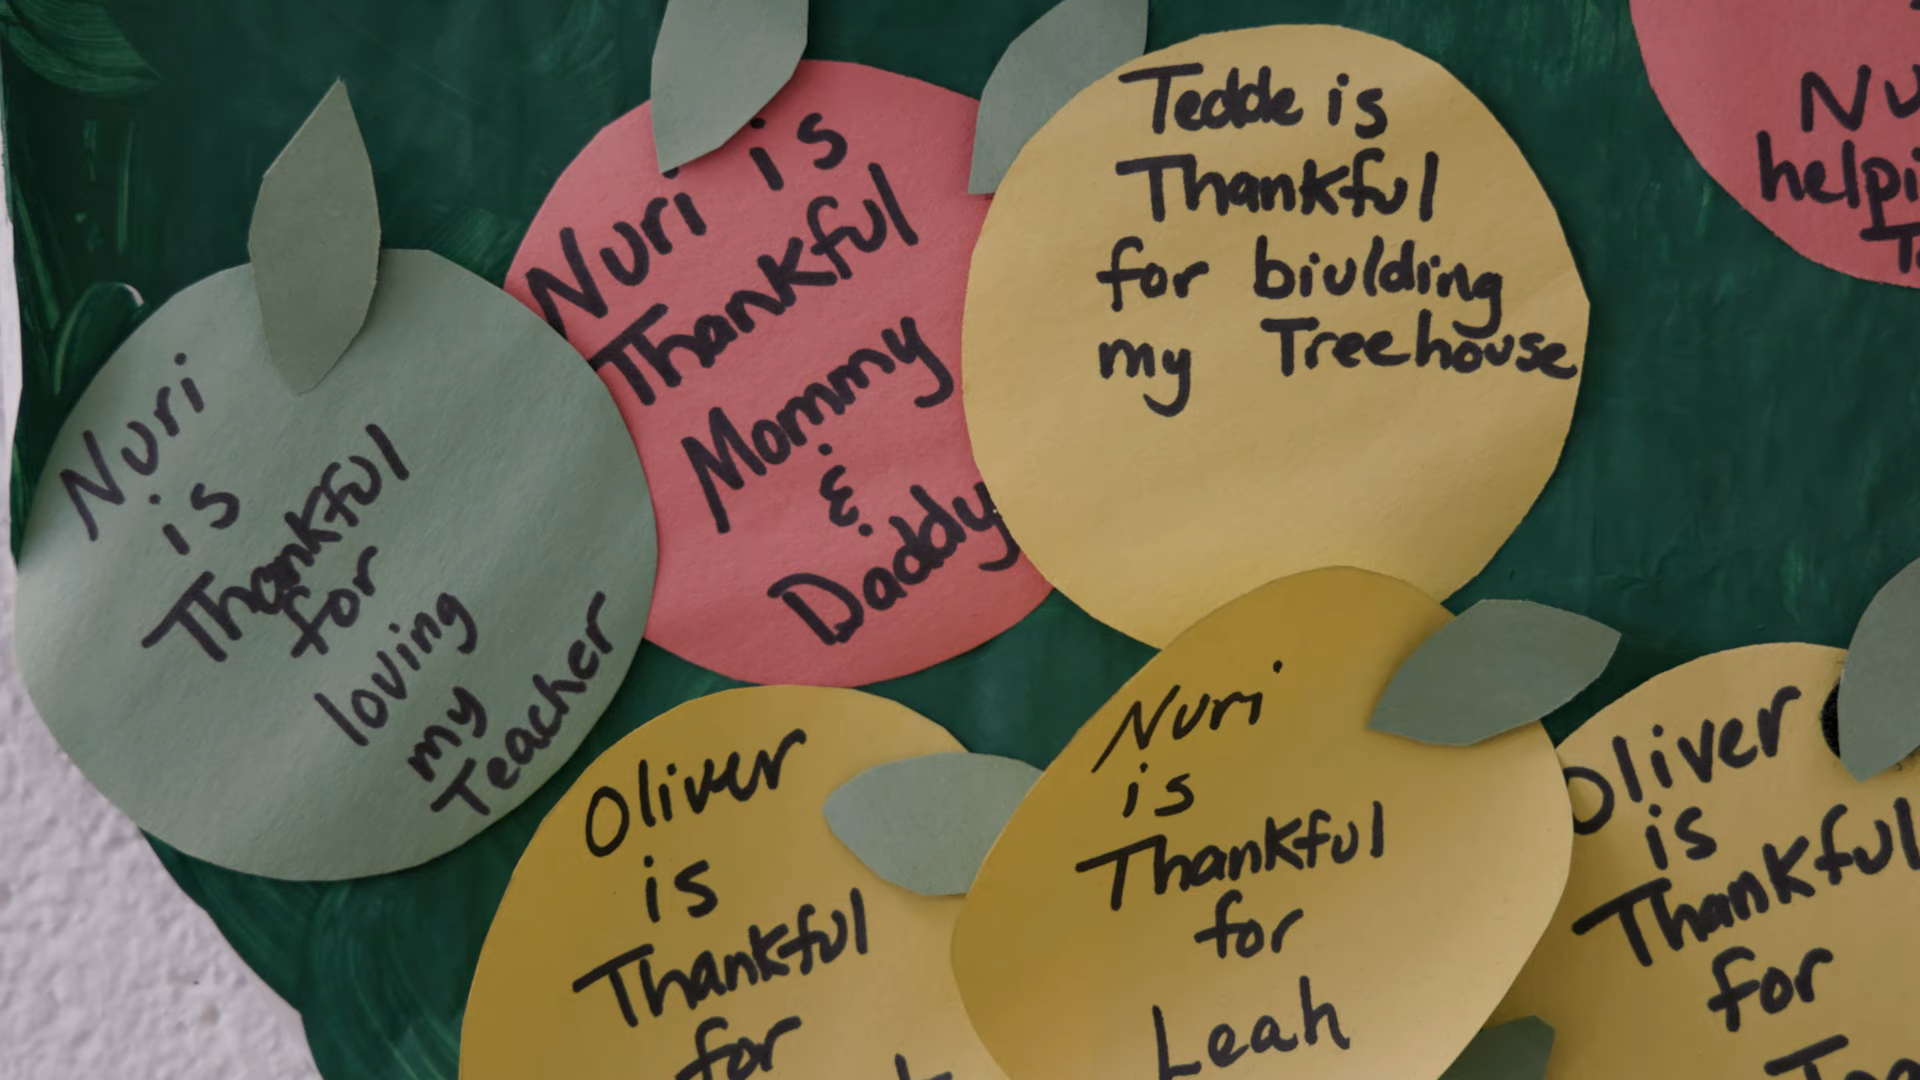 Nuri
is
Thankful
for
loving
my
Teacher
Nuri is
Thankful
Mommy
&
Daddy
Tedde is
Thankful
for biulding
my Treehouse
Oliver
is
Thankful
for
Nuri
is
Thankful
for
Leah
Oliver
is
Thankful
for